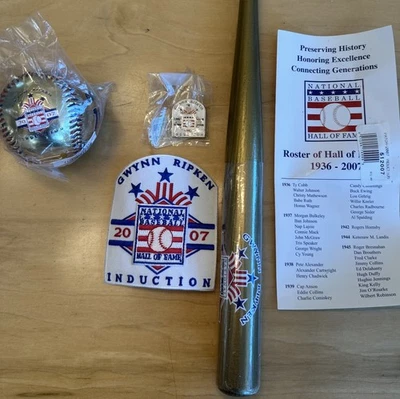 GWYNN RIPKEN
NATIONAL
BASEBALL
20 07
HALL OF FAME
INDUCTION
Preserving History
Honoring Excellence
Connecting Generations
NATIONAL
BASEBALL
HALL OF FAME
Roster of Hall of
1936 - 2007
1936 Ty Cobb
Walter Johnson
Christy Mathewson
Babe Ruth
Honus Wagner
1937 Morgan Bulkeley
Ban Johnson
Nap Lajoie
Connie Mack
John McGraw
Tris Speaker
George Wright
Cy Young
1938 Pete Alexander
Alexander Cartwright
Henry Chadwick
1939 Cap Anson
Eddie Collins
Charles Comiskey
Candy Cummings
Buck Ewing
Lou Gehrig
Willie Keeler
Charles Radbourne
George Sisler
Al Spalding
1942 Rogers Hornsby
1944 Kenesaw M. Landis
1945 Roger Bresnahan
Dan Brouthers
Fred Clarke
Jimmy Collins
Ed Delahanty
Hugh Duffy
Hughie Jennings
King Kelly
Jim O'Rourke
Wilbert Robinson